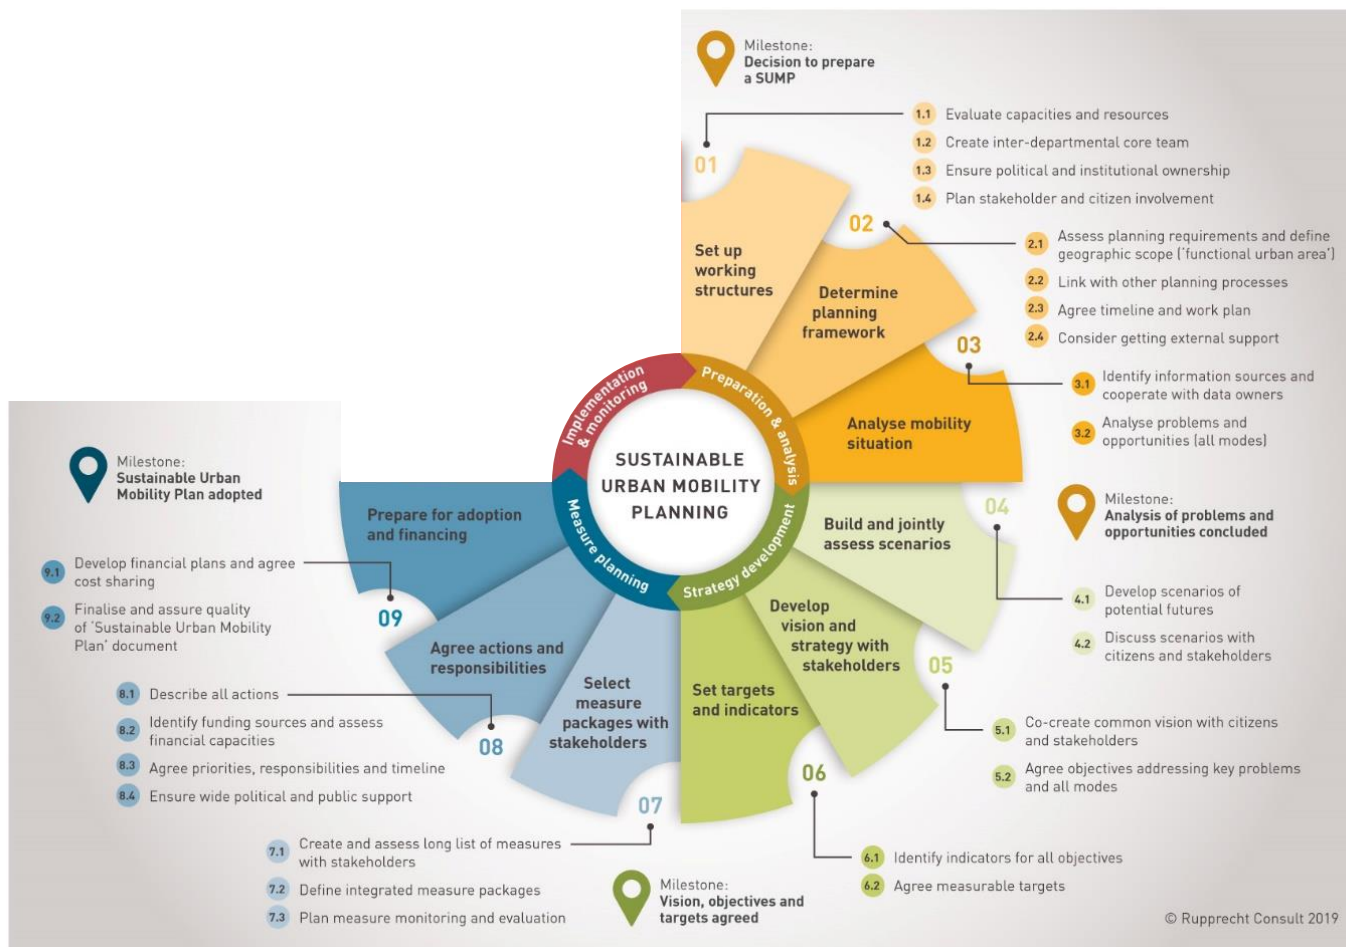 Milestone:
Decision to prepare
a SUMP
01
1.1 Evaluate capacities and resources
1.2 Create inter-departmental core team
1.3 Ensure political and institutional ownership
1.4 Plan stakeholder and citizen involvement
Set up
working
structures
02
2.1 Assess planning requirements and define
geographic scope ('functional urban area')
2.2 Link with other planning processes
2.3 Agree timeline and work plan
2.4 Consider getting external support
Determine
planning
framework
03
3.1 Identify information sources and
cooperate with data owners
3.2 Analyse problems and
opportunities (all modes)
Analyse mobility
situation
Milestone:
Analysis of problems and
opportunities concluded
04
4.1 Develop scenarios of
potential futures
4.2 Discuss scenarios with
citizens and stakeholders
Build and jointly
assess scenarios
05
5.1 Co-create common vision with citizens
and stakeholders
5.2 Agree objectives addressing key problems
and all modes
Develop
vision and
strategy with
stakeholders
06
6.1 Identify indicators for all objectives
6.2 Agree measurable targets
Set targets
and indicators
Milestone:
Vision, objectives and
targets agreed
07
7.1 Create and assess long list of measures
with stakeholders
7.2 Define integrated measure packages
7.3 Plan measure monitoring and evaluation
Select
measure
packages with
stakeholders
08
8.1 Describe all actions
8.2 Identify funding sources and assess
financial capacities
8.3 Agree priorities, responsibilities and timeline
8.4 Ensure wide political and public support
Agree actions and
responsibilities
09
9.1 Develop financial plans and agree
cost sharing
9.2 Finalise and assure quality
of 'Sustainable Urban Mobility
Plan' document
Prepare for adoption
and financing
Milestone:
Sustainable Urban
Mobility Plan adopted
Preparation & analysis
Strategy development
Measure planning
Implementation
& monitoring
SUSTAINABLE
URBAN MOBILITY
PLANNING
© Rupprecht Consult 2019